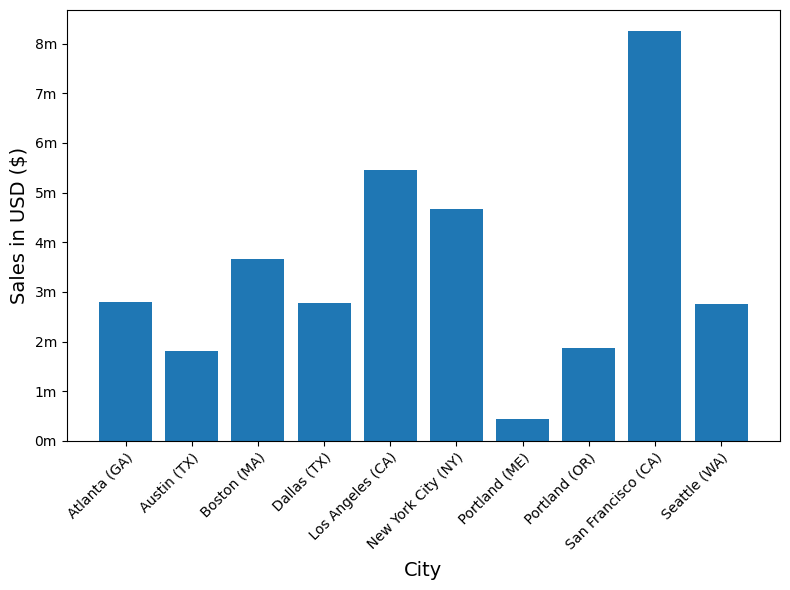 8m
7m
6m
5m
4m
3m
2m
1m
0m
Sales in USD ($)
Atlanta (GA)
Austin (TX)
Boston (MA)
Dallas (TX)
Los Angeles (CA)
New York City (NY)
Portland (ME)
Portland (OR)
San Francisco (CA)
Seattle (WA)
City